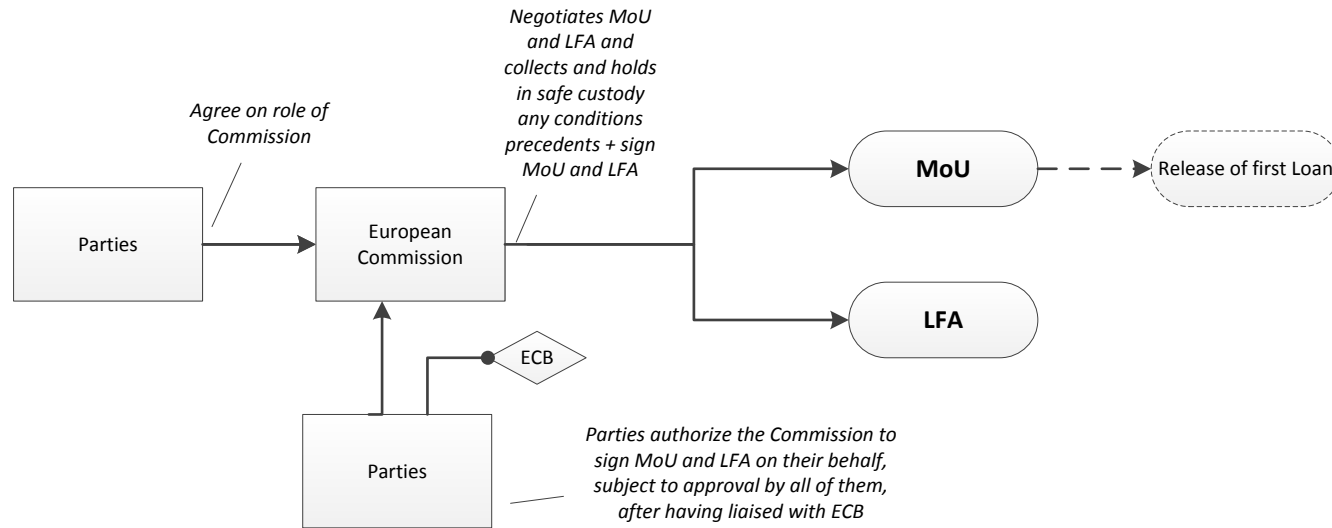 Negotiates MoU
and LFA and
collects and holds
in safe custody
any conditions
precedents + sign
MoU and LFA
Agree on role of
Commission
MoU
Release of first Loan
Parties
European
Commission
LFA
ECB
Parties
Parties authorize the Commission to
sign MoU and LFA on their behalf,
subject to approval by all of them,
after having liaised with ECB